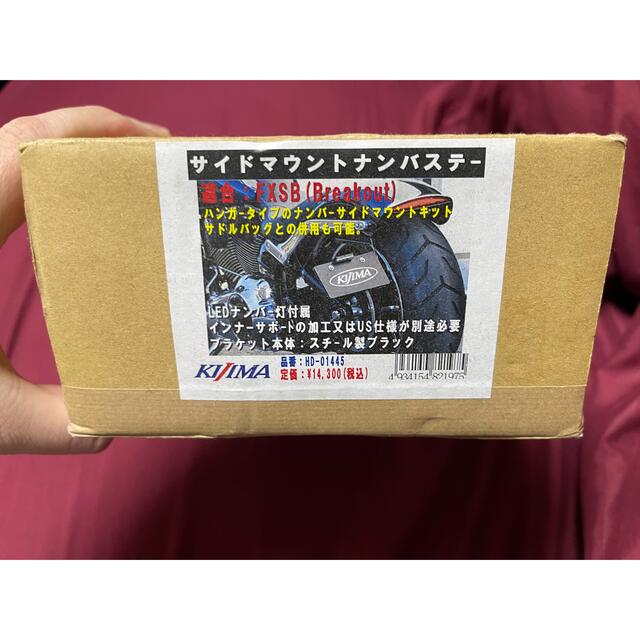 サイドマウントナンバステー
適合：FXSB(Breakout)
ハンガータイプのナンバーサイドマウントキット
サドルバッグとの併用も可能。
KIJIMA
LEDナンバー灯付属
インナーサポートの加工又はUS仕様が別途必要
ブラケット本体：スチール製ブラック
KIJIMA
品番：HD-01445
定価：¥14,300(税込)
4 934154 821975